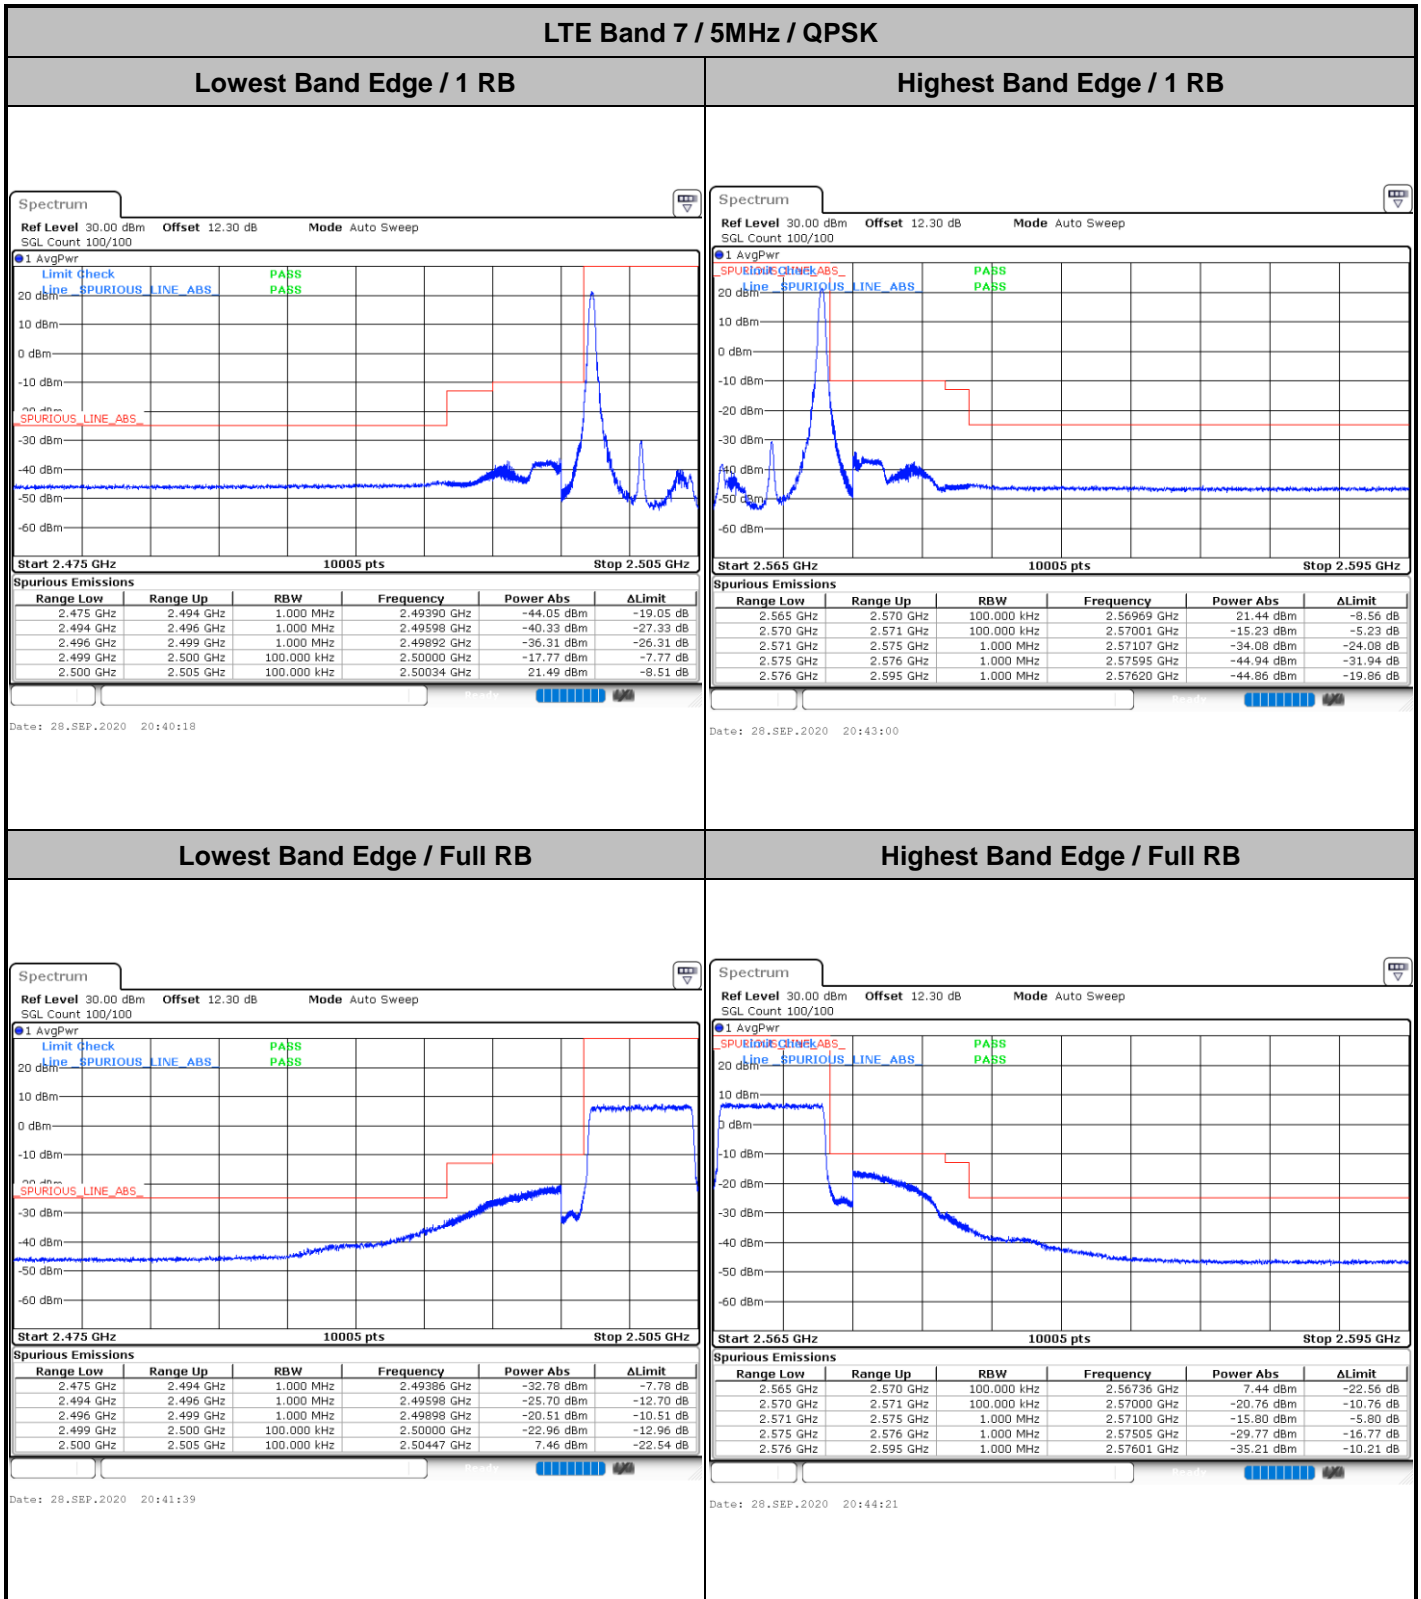 LTE Band 7 / 5MHz / QPSK
Lowest Band Edge / 1 RB
Highest Band Edge / 1 RB
Spectrum
Ref Level 30.00 dBm Offset 12.30 dB Mode Auto Sweep
SGL Count 100/100
1 AvgPwr
Limit Check PASS
Line _SPURIOUS_LINE_ABS_ PASS
20 dBm
10 dBm
0 dBm
-10 dBm
-20 dBm
_SPURIOUS_LINE_ABS_
-30 dBm
-40 dBm
-50 dBm
-60 dBm
Start 2.475 GHz 10005 pts Stop 2.505 GHz
Spurious Emissions
Range Low Range Up RBW Frequency Power Abs ΔLimit
2.475 GHz 2.494 GHz 1.000 MHz 2.49390 GHz -44.05 dBm -19.05 dB
2.494 GHz 2.496 GHz 1.000 MHz 2.49598 GHz -40.33 dBm -27.33 dB
2.496 GHz 2.499 GHz 1.000 MHz 2.49892 GHz -36.31 dBm -26.31 dB
2.499 GHz 2.500 GHz 100.000 kHz 2.50000 GHz -17.77 dBm -7.77 dB
2.500 GHz 2.505 GHz 100.000 kHz 2.50034 GHz 21.49 dBm -8.51 dB
Ready
Date: 28.SEP.2020 20:40:18
Spectrum
Ref Level 30.00 dBm Offset 12.30 dB Mode Auto Sweep
SGL Count 100/100
1 AvgPwr
_SPURIOUS_LINE_ABS_
Limit Check PASS
Line _SPURIOUS_LINE_ABS_ PASS
20 dBm
10 dBm
0 dBm
-10 dBm
-20 dBm
-30 dBm
-40 dBm
-50 dBm
-60 dBm
Start 2.565 GHz 10005 pts Stop 2.595 GHz
Spurious Emissions
Range Low Range Up RBW Frequency Power Abs ΔLimit
2.565 GHz 2.570 GHz 100.000 kHz 2.56969 GHz 21.44 dBm -8.56 dB
2.570 GHz 2.571 GHz 100.000 kHz 2.57001 GHz -15.23 dBm -5.23 dB
2.571 GHz 2.575 GHz 1.000 MHz 2.57107 GHz -34.08 dBm -24.08 dB
2.575 GHz 2.576 GHz 1.000 MHz 2.57595 GHz -44.94 dBm -31.94 dB
2.576 GHz 2.595 GHz 1.000 MHz 2.57620 GHz -44.86 dBm -19.86 dB
Ready
Date: 28.SEP.2020 20:43:00
Lowest Band Edge / Full RB
Highest Band Edge / Full RB
Spectrum
Ref Level 30.00 dBm Offset 12.30 dB Mode Auto Sweep
SGL Count 100/100
1 AvgPwr
Limit Check PASS
Line _SPURIOUS_LINE_ABS_ PASS
20 dBm
10 dBm
0 dBm
-10 dBm
-20 dBm
_SPURIOUS_LINE_ABS_
-30 dBm
-40 dBm
-50 dBm
-60 dBm
Start 2.475 GHz 10005 pts Stop 2.505 GHz
Spurious Emissions
Range Low Range Up RBW Frequency Power Abs ΔLimit
2.475 GHz 2.494 GHz 1.000 MHz 2.49386 GHz -32.78 dBm -7.78 dB
2.494 GHz 2.496 GHz 1.000 MHz 2.49598 GHz -25.70 dBm -12.70 dB
2.496 GHz 2.499 GHz 1.000 MHz 2.49898 GHz -20.51 dBm -10.51 dB
2.499 GHz 2.500 GHz 100.000 kHz 2.50000 GHz -22.96 dBm -12.96 dB
2.500 GHz 2.505 GHz 100.000 kHz 2.50447 GHz 7.46 dBm -22.54 dB
Ready
Date: 28.SEP.2020 20:41:39
Spectrum
Ref Level 30.00 dBm Offset 12.30 dB Mode Auto Sweep
SGL Count 100/100
1 AvgPwr
_SPURIOUS_LINE_ABS_
Limit Check PASS
Line _SPURIOUS_LINE_ABS_ PASS
20 dBm
10 dBm
0 dBm
-10 dBm
-20 dBm
-30 dBm
-40 dBm
-50 dBm
-60 dBm
Start 2.565 GHz 10005 pts Stop 2.595 GHz
Spurious Emissions
Range Low Range Up RBW Frequency Power Abs ΔLimit
2.565 GHz 2.570 GHz 100.000 kHz 2.56736 GHz 7.44 dBm -22.56 dB
2.570 GHz 2.571 GHz 100.000 kHz 2.57000 GHz -20.76 dBm -10.76 dB
2.571 GHz 2.575 GHz 1.000 MHz 2.57100 GHz -15.80 dBm -5.80 dB
2.575 GHz 2.576 GHz 1.000 MHz 2.57505 GHz -29.77 dBm -16.77 dB
2.576 GHz 2.595 GHz 1.000 MHz 2.57601 GHz -35.21 dBm -10.21 dB
Ready
Date: 28.SEP.2020 20:44:21